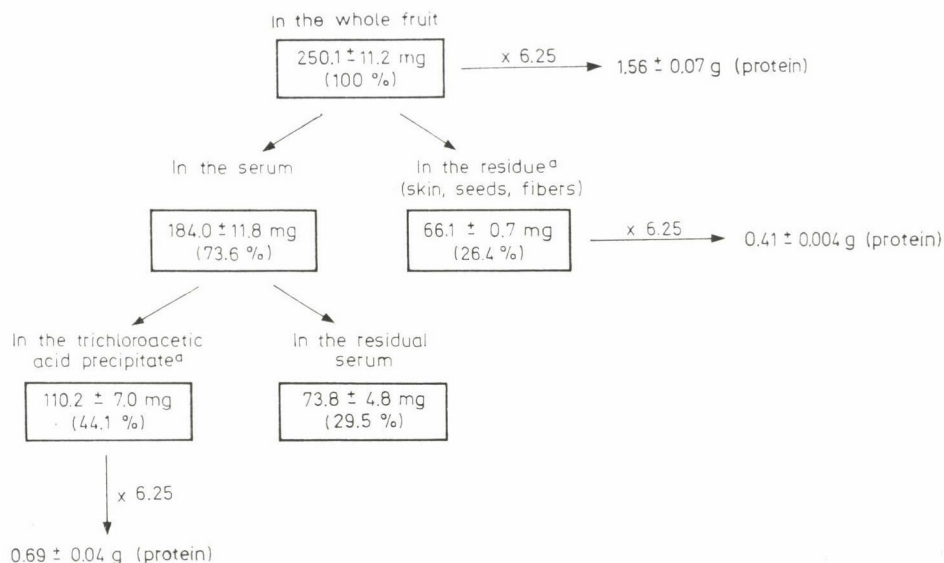 In the whole fruit
250.1 ± 11.2 mg
(100 %)
x 6.25
1.56 ± 0.07 g (protein)
In the serum
In the residueᵃ
(skin, seeds, fibers)
184.0 ± 11.8 mg
(73.6 %)
66.1 ± 0.7 mg
(26.4 %)
x 6.25
0.41 ± 0.004 g (protein)
In the trichloroacetic
acid precipitateᵃ
In the residual
serum
110.2 ± 7.0 mg
(44.1 %)
73.8 ± 4.8 mg
(29.5 %)
x 6.25
0.69 ± 0.04 g (protein)